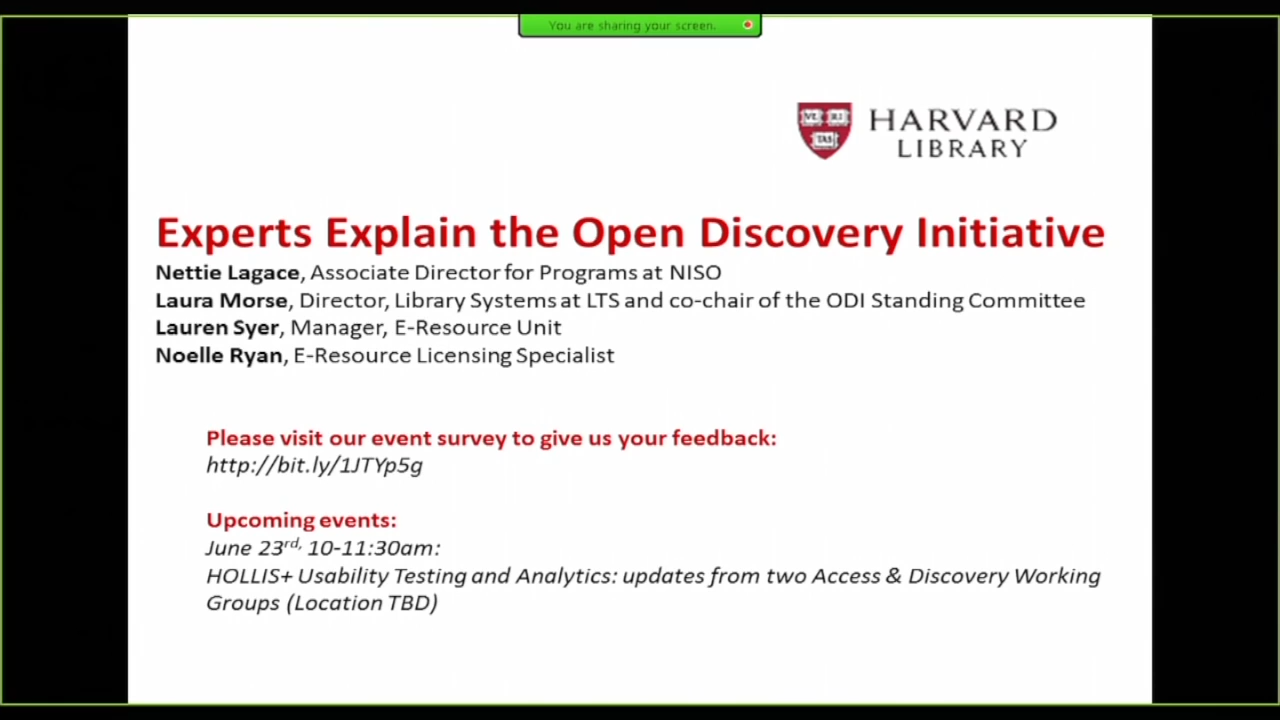 You are sharing your screen.
VE RI
TAS
HARVARD
LIBRARY
Experts Explain the Open Discovery Initiative
Nettie Lagace, Associate Director for Programs at NISO
Laura Morse, Director, Library Systems at LTS and co-chair of the ODI Standing Committee
Lauren Syer, Manager, E-Resource Unit
Noelle Ryan, E-Resource Licensing Specialist
Please visit our event survey to give us your feedback:
http://bit.ly/1JTYp5g
Upcoming events:
June 23rd, 10-11:30am:
HOLLIS+ Usability Testing and Analytics: updates from two Access & Discovery Working
Groups (Location TBD)